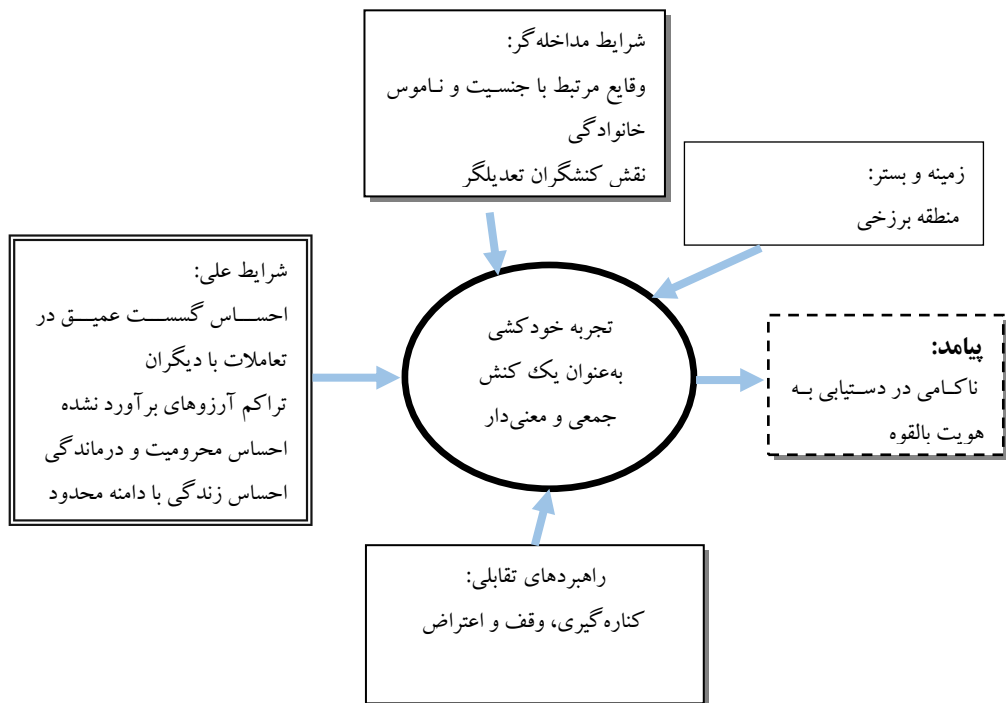 شرایط مداخله‌گر:
وقایع مرتبط با جنسیت و ناموس
خانوادگی
نقش کنشگران تعدیلگر
زمینه و بستر:
منطقه برزخی
شرایط علی:
احساس گسست عمیق در
تعاملات با دیگران
تراکم آرزوهای برآورد نشده
احساس محرومیت و درماندگی
احساس زندگی با دامنه محدود
تجربه خودکشی
به‌عنوان یک کنش
جمعی و معنی‌دار
پیامد:
ناکامی در دستیابی به
هویت بالقوه
راهبردهای تقابلی:
کناره‌گیری، وقف و اعتراض